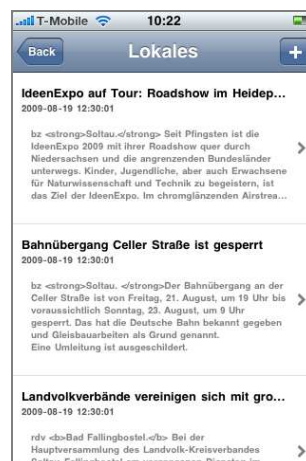 T-Mobile 10:22
Back Lokales +
IdeenExpo auf Tour: Roadshow im Heidep...
2009-08-19 12:30:01
bz <strong>Soltau.</strong> Seit Pfingsten ist die
IdeenExpo 2009 mit ihrer Roadshow quer durch
Niedersachsen und die angrenzenden Bundesländer
unterwegs. Kinder, Jugendliche, aber auch Erwachsene
für Naturwissenschaft und Technik zu begeistern, ist
das Ziel der IdeenExpo. Im chromglänzenden Airstrea...
Bahnübergang Celler Straße ist gesperrt
2009-08-19 12:30:01
bz <strong>Soltau. </strong>Der Bahnübergang an der
Celler Straße ist von Freitag, 21. August, um 19 Uhr bis
voraussichtlich Sonntag, 23. August, um 9 Uhr
gesperrt. Das hat die Deutsche Bahn bekannt gegeben
und Gleisbauarbeiten als Grund genannt.
Eine Umleitung ist ausgeschildert.
Landvolkverbände vereinigen sich mit gro...
2009-08-19 12:30:01
rdv <b>Bad Fallingbostel.</b> Bei der
Hauptversammlung des Landvolk-Kreisverbandes